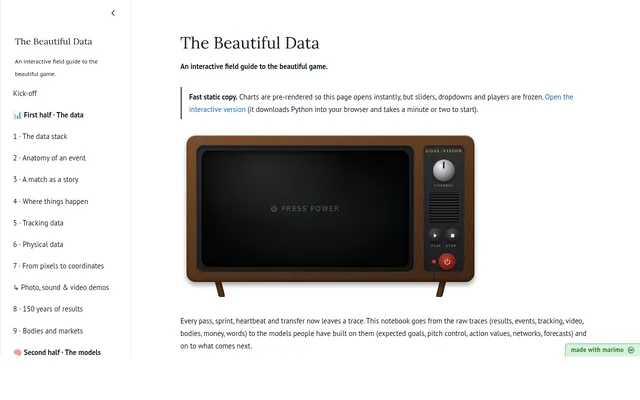 The Beautiful Data
An interactive field guide to the
beautiful game.
Kick-off
📊 First half · The data
1 · The data stack
2 · Anatomy of an event
3 · A match as a story
4 · Where things happen
5 · Tracking data
6 · Physical data
7 · From pixels to coordinates
↳ Photo, sound & video demos
8 · 150 years of results
9 · Bodies and markets
🧠 Second half · The models
The Beautiful Data
An interactive field guide to the beautiful game.
Fast static copy. Charts are pre-rendered so this page opens instantly, but sliders, dropdowns and players are frozen. Open the
interactive version (it downloads Python into your browser and takes a minute or two to start).
GOAL-VISION
CHANNEL
⏻ PRESS POWER
PLAY · STOP
Every pass, sprint, heartbeat and transfer now leaves a trace. This notebook goes from the raw traces (results, events, tracking, video,
bodies, money, words) to the models people have built on them (expected goals, pitch control, action values, networks, forecasts) and
on to what comes next.
made with marimo